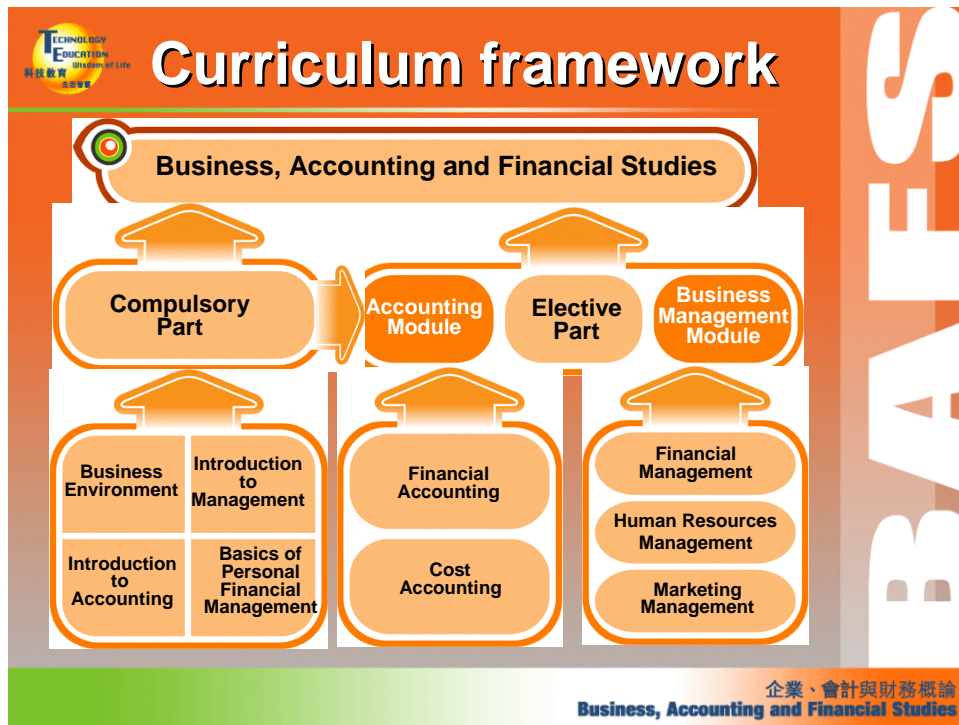 TECHNOLOGY
EDUCATION
Wisdom of Life
科技教育
生活智慧
Curriculum framework
Business, Accounting and Financial Studies
Compulsory
Part
Accounting
Module
Elective
Part
Business
Management
Module
Business
Environment
Introduction
to
Management
Introduction
to
Accounting
Basics of
Personal
Financial
Management
Financial
Accounting
Cost
Accounting
Financial
Management
Human Resources
Management
Marketing
Management
BAFS
企業、會計與財務概論
Business, Accounting and Financial Studies